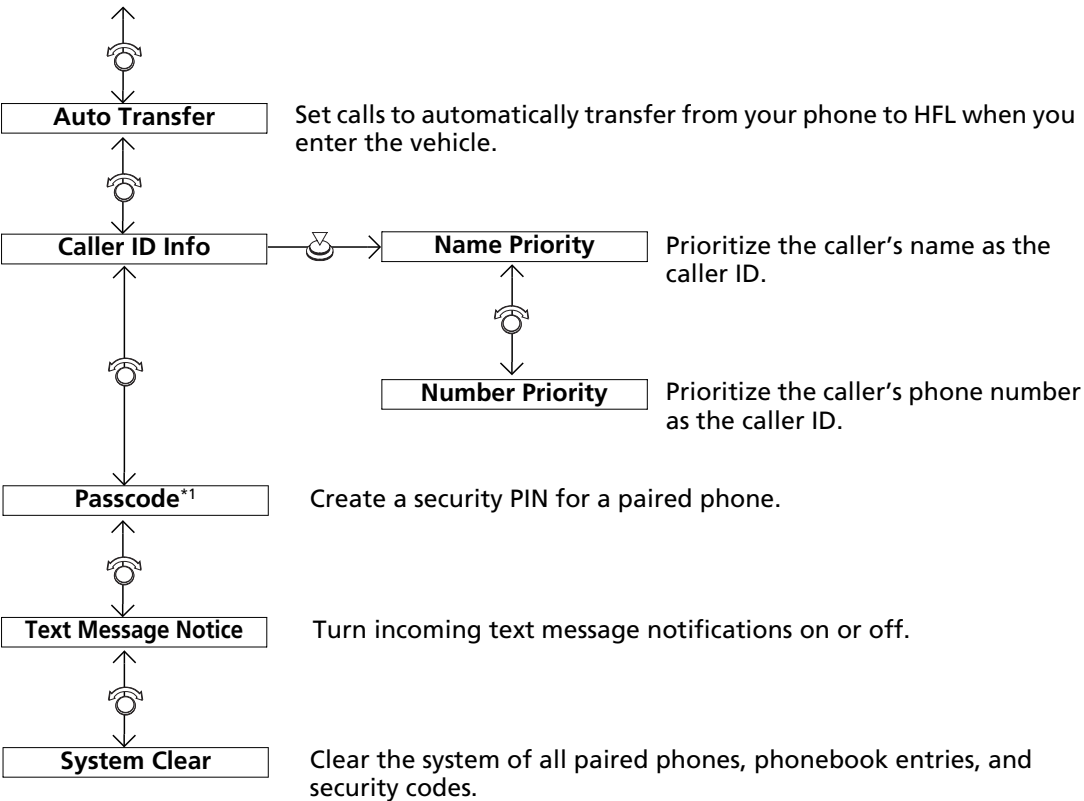 Auto Transfer
Set calls to automatically transfer from your phone to HFL when you
enter the vehicle.
Caller ID Info
Name Priority
Prioritize the caller’s name as the
caller ID.
Number Priority
Prioritize the caller’s phone number
as the caller ID.
Passcode*1
Create a security PIN for a paired phone.
Text Message Notice
Turn incoming text message notifications on or off.
System Clear
Clear the system of all paired phones, phonebook entries, and
security codes.